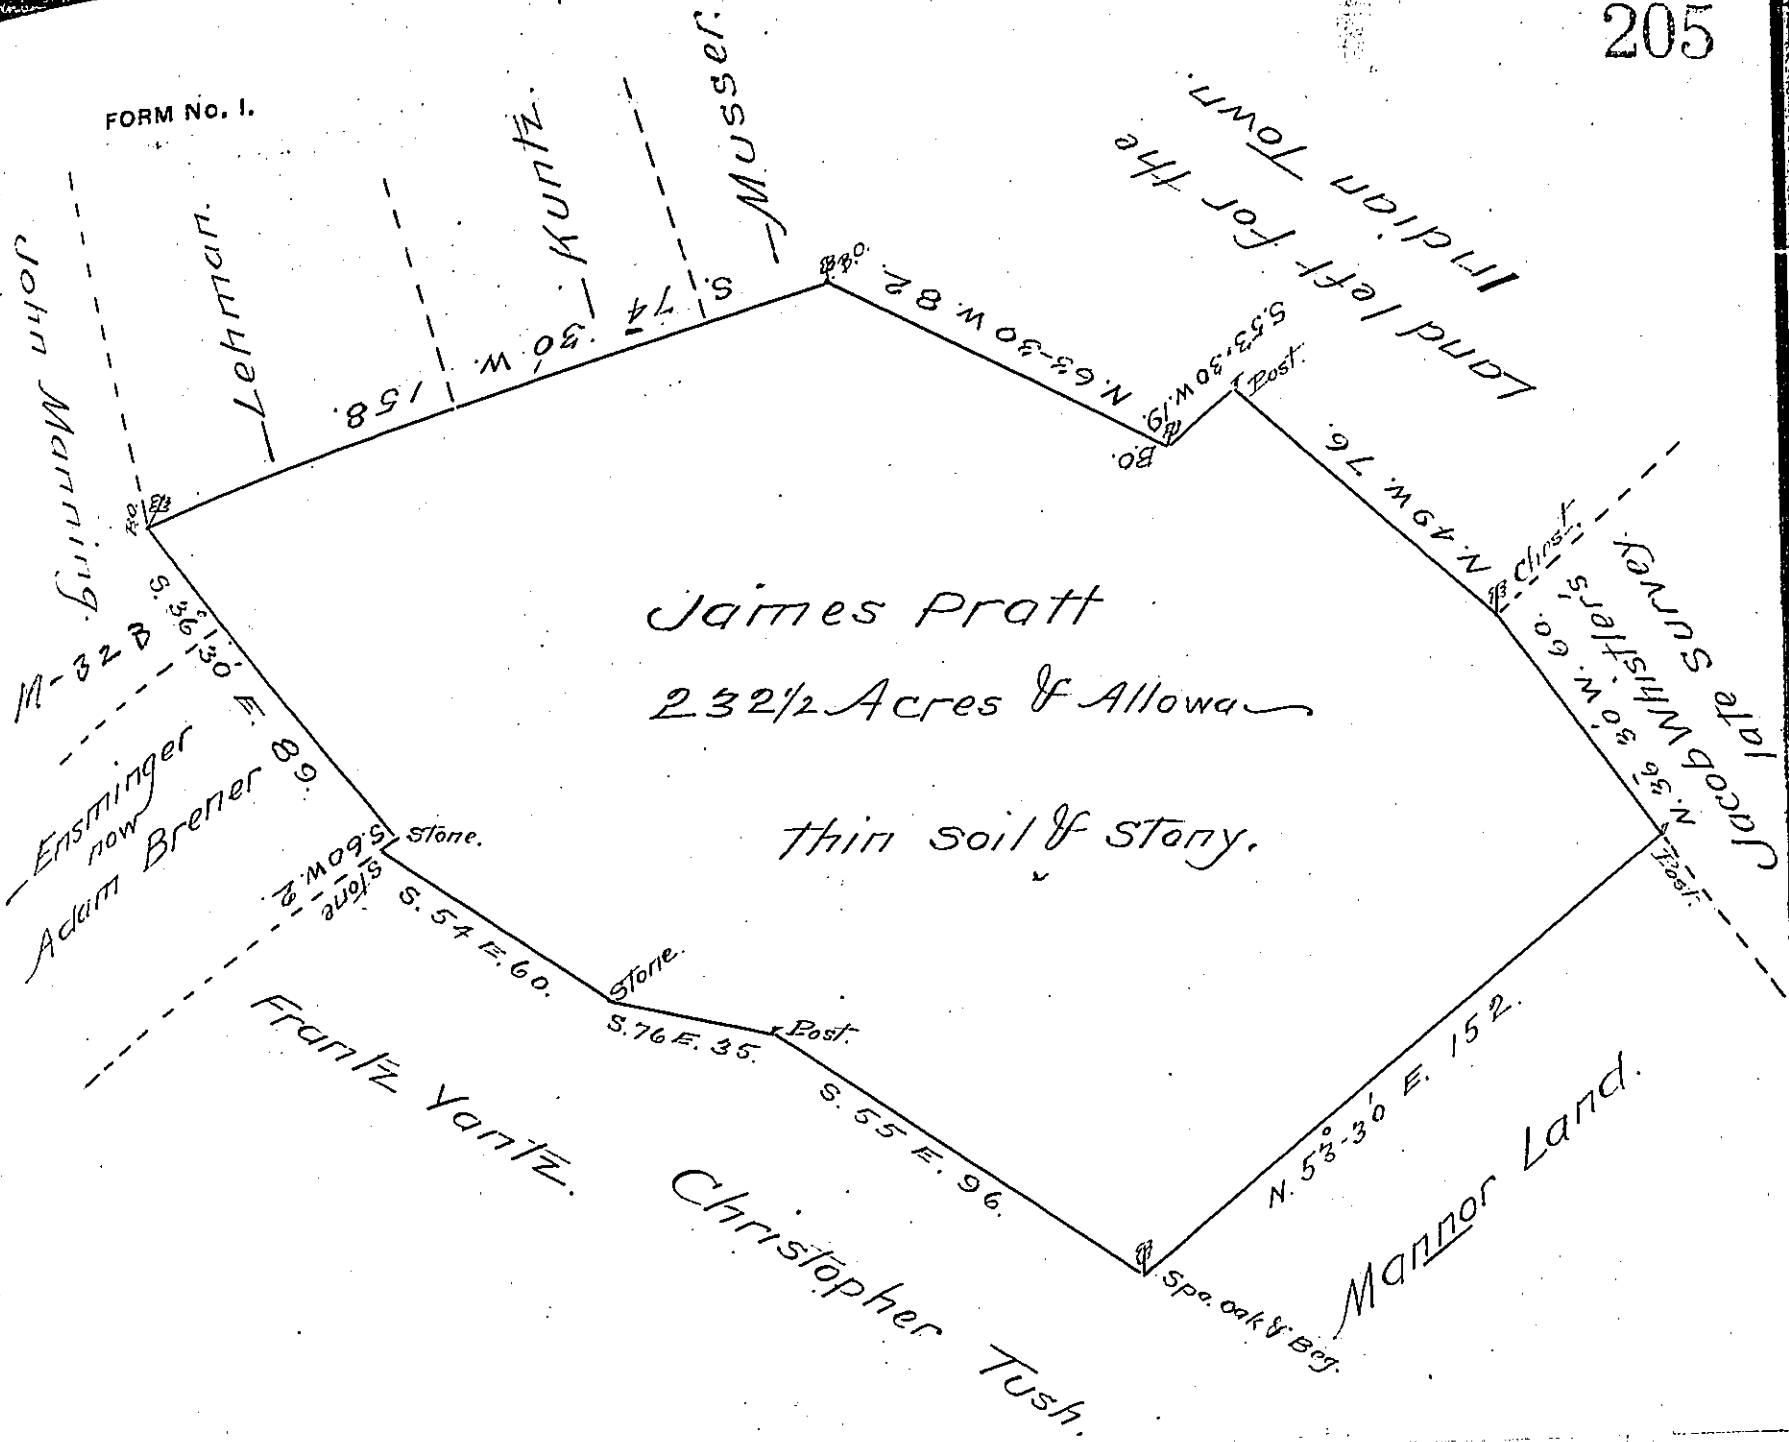 205
FORM No. 1.
John Manning.
Lehman.
Kuntz.
Musser.
Land left for the
Indian Town.
S. 74° 30' W. 158.
B.O.
N. 63-30 W. 82
B.O.
S. 53,30 W. 19.
Post.
N. 49 W. 76.
Chust.
Jacob Whistler's
late Survey.
N. 36° 30' W. 60.
Post.
N. 53°-30' E. 152.
Mannor Land.
Spa. Oak & Beg.
S. 55 E. 96.
Post.
S. 76 E. 35.
Stone.
S. 54 E. 60.
Stone
S. 60 W. 2.
Stone.
S. 36°,30' E. 89.
M-328
Ensminger
now
Adam Brener
Frantz Yantz.
Christopher Tush.
James Pratt
232½ Acres & Allowa
thin soil & stony.